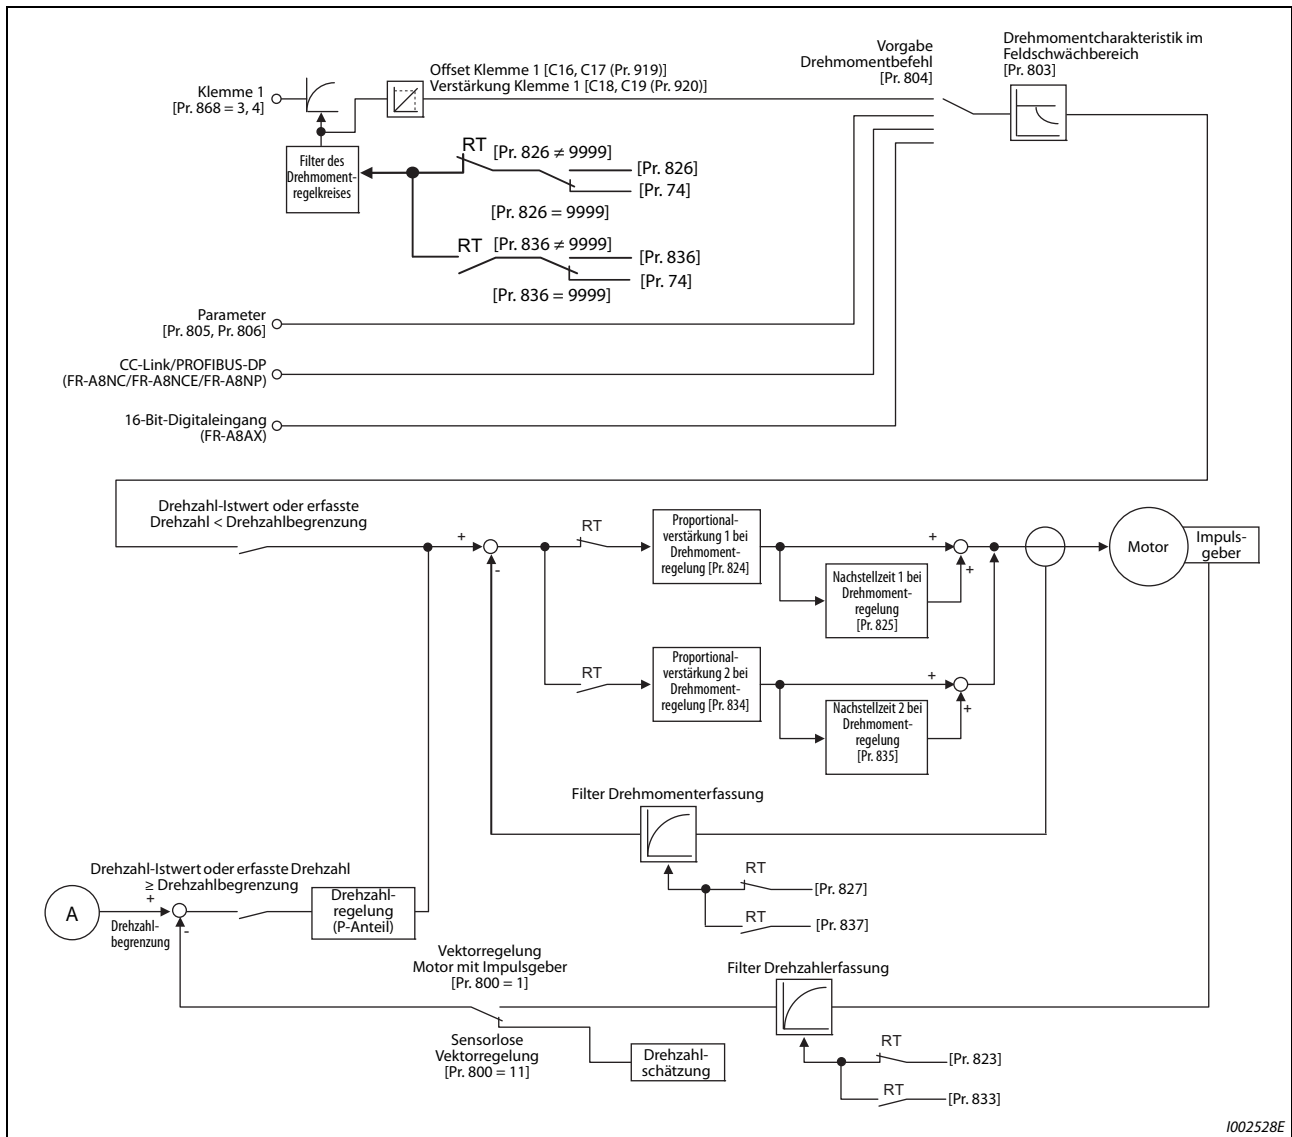 Vorgabe
Drehmomentbefehl
[Pr. 804]
Drehmomentcharakteristik im
Feldschwächbereich
[Pr. 803]
Offset Klemme 1 [C16, C17 (Pr. 919)]
Verstärkung Klemme 1 [C18, C19 (Pr. 920)]
Klemme 1
[Pr. 868 = 3, 4]
Filter des
Drehmoment-
regelkreises
RT
[Pr. 826 ≠ 9999]
[Pr. 826]
[Pr. 74]
[Pr. 826 = 9999]
RT
[Pr. 836 ≠ 9999]
[Pr. 836]
[Pr. 74]
[Pr. 836 = 9999]
Parameter
[Pr. 805, Pr. 806]
CC-Link/PROFIBUS-DP
(FR-A8NC/FR-A8NCE/FR-A8NP)
16-Bit-Digitaleingang
(FR-A8AX)
Drehzahl-Istwert oder erfasste
Drehzahl < Drehzahlbegrenzung
+
-
RT
Proportional-
verstärkung 1 bei
Drehmoment-
regelung [Pr. 824]
+
+
Nachstellzeit 1 bei
Drehmoment-
regelung
[Pr. 825]
Motor
Impuls-
geber
RT
Proportional-
verstärkung 2 bei
Drehmoment-
regelung [Pr. 834]
+
+
Nachstellzeit 2 bei
Drehmoment-
regelung
[Pr. 835]
Filter Drehmomenterfassung
RT
[Pr. 827]
RT
[Pr. 837]
Drehzahl-Istwert oder erfasste Drehzahl
≥ Drehzahlbegrenzung
A
+
-
Drehzahl-
begrenzung
Drehzahl-
regelung
(P-Anteil)
Vektorregelung
Motor mit Impulsgeber
[Pr. 800 = 1]
Sensorlose
Vektorregelung
[Pr. 800 = 11]
Drehzahl-
schätzung
Filter Drehzahlerfassung
RT
[Pr. 823]
RT
[Pr. 833]
I002528E